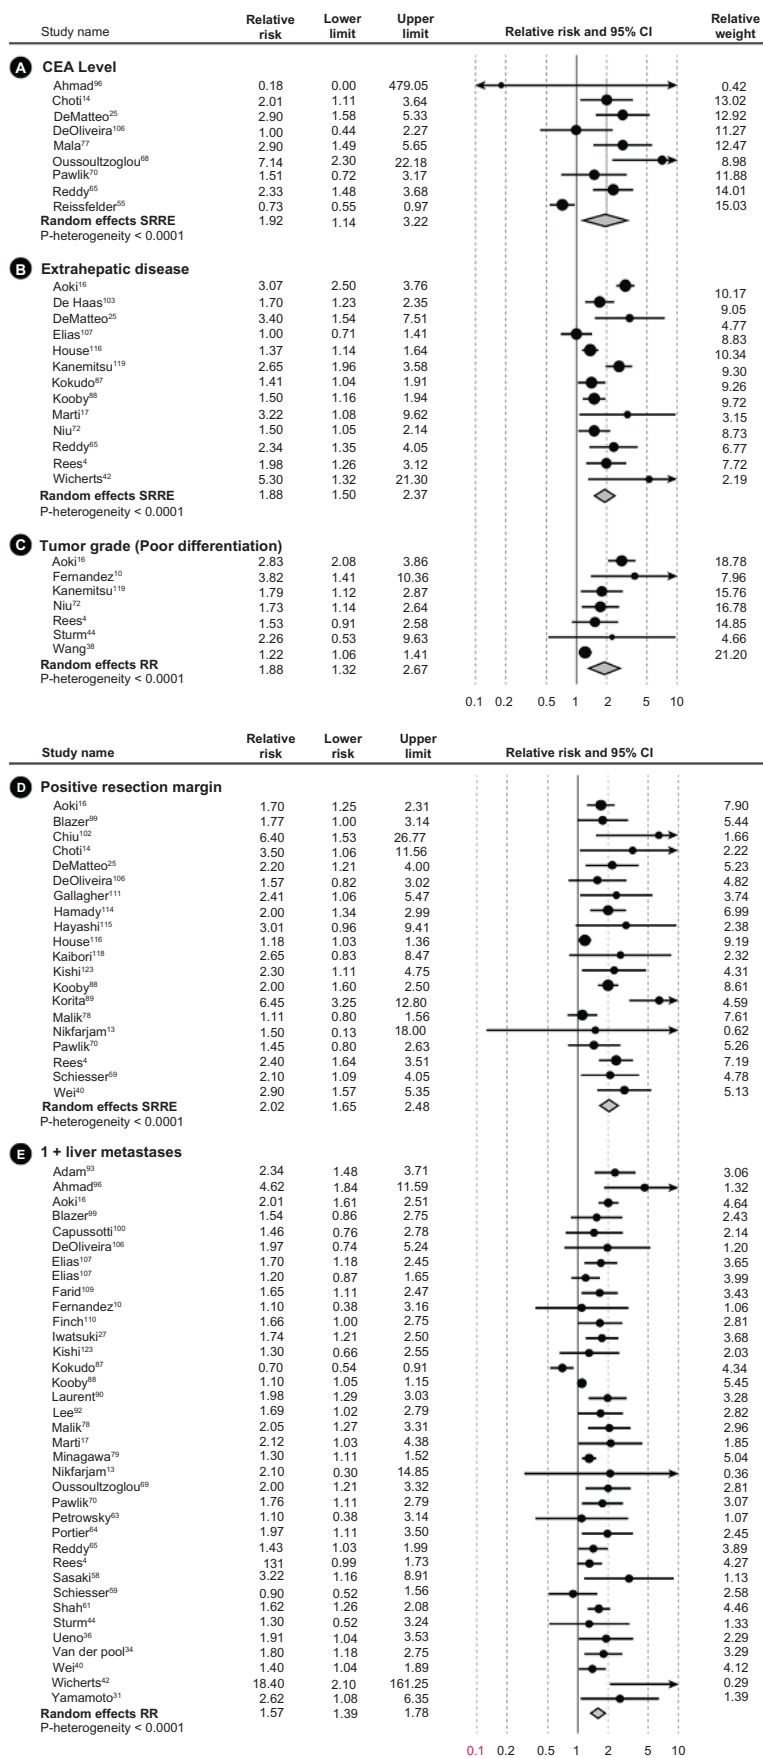 Study name Relative risk Lower limit Upper limit Relative risk and 95% CI Relative weight
A CEA Level
Ahmad96 0.18 0.00 479.05 0.42
Choti14 2.01 1.11 3.64 13.02
DeMatteo25 2.90 1.58 5.33 12.92
DeOliveira106 1.00 0.44 2.27 11.27
Mala77 2.90 1.49 5.65 12.47
Oussoultzoglou68 7.14 2.30 22.18 8.98
Pawlik70 1.51 0.72 3.17 11.88
Reddy65 2.33 1.48 3.68 14.01
Reissfelder55 0.73 0.55 0.97 15.03
Random effects SRRE 1.92 1.14 3.22
P-heterogeneity < 0.0001
B Extrahepatic disease
Aoki16 3.07 2.50 3.76 10.17
De Haas103 1.70 1.23 2.35 9.05
DeMatteo25 3.40 1.54 7.51 4.77
Elias107 1.00 0.71 1.41 8.83
House116 1.37 1.14 1.64 10.34
Kanemitsu119 2.65 1.96 3.58 9.30
Kokudo87 1.41 1.04 1.91 9.26
Kooby88 1.50 1.16 1.94 9.72
Marti17 3.22 1.08 9.62 3.15
Niu72 1.50 1.05 2.14 8.73
Reddy65 2.34 1.35 4.05 6.77
Rees4 1.98 1.26 3.12 7.72
Wicherts42 5.30 1.32 21.30 2.19
Random effects SRRE 1.88 1.50 2.37
P-heterogeneity < 0.0001
C Tumor grade (Poor differentiation)
Aoki16 2.83 2.08 3.86 18.78
Fernandez10 3.82 1.41 10.36 7.96
Kanemitsu119 1.79 1.12 2.87 15.76
Niu72 1.73 1.14 2.64 16.78
Rees4 1.53 0.91 2.58 14.85
Sturm44 2.26 0.53 9.63 4.66
Wang38 1.22 1.06 1.41 21.20
Random effects RR 1.88 1.32 2.67
P-heterogeneity < 0.0001
0.1 0.2 0.5 1 2 5 10
Study name Relative risk Lower risk Upper limit Relative risk and 95% CI
D Positive resection margin
Aoki16 1.70 1.25 2.31 7.90
Blazer99 1.77 1.00 3.14 5.44
Chiu102 6.40 1.53 26.77 1.66
Choti14 3.50 1.06 11.56 2.22
DeMatteo25 2.20 1.21 4.00 5.23
DeOliveira106 1.57 0.82 3.02 4.82
Gallagher111 2.41 1.06 5.47 3.74
Hamady114 2.00 1.34 2.99 6.99
Hayashi115 3.01 0.96 9.41 2.38
House116 1.18 1.03 1.36 9.19
Kaibori118 2.65 0.83 8.47 2.32
Kishi123 2.30 1.11 4.75 4.31
Kooby88 2.00 1.60 2.50 8.61
Korita89 6.45 3.25 12.80 4.59
Malik78 1.11 0.80 1.56 7.61
Nikfarjam13 1.50 0.13 18.00 0.62
Pawlik70 1.45 0.80 2.63 5.26
Rees4 2.40 1.64 3.51 7.19
Schiesser59 2.10 1.09 4.05 4.78
Wei40 2.90 1.57 5.35 5.13
Random effects SRRE 2.02 1.65 2.48
P-heterogeneity < 0.0001
E 1 + liver metastases
Adam93 2.34 1.48 3.71 3.06
Ahmad96 4.62 1.84 11.59 1.32
Aoki16 2.01 1.61 2.51 4.64
Blazer99 1.54 0.86 2.75 2.43
Capussotti100 1.46 0.76 2.78 2.14
DeOliveira106 1.97 0.74 5.24 1.20
Elias107 1.70 1.18 2.45 3.65
Elias107 1.20 0.87 1.65 3.99
Farid109 1.65 1.11 2.47 3.43
Fernandez10 1.10 0.38 3.16 1.06
Finch110 1.66 1.00 2.75 2.81
Iwatsuki27 1.74 1.21 2.50 3.68
Kishi123 1.30 0.66 2.55 2.03
Kokudo87 0.70 0.54 0.91 4.34
Kooby88 1.10 1.05 1.15 5.45
Laurent90 1.98 1.29 3.03 3.28
Lee92 1.69 1.02 2.79 2.82
Malik78 2.05 1.27 3.31 2.96
Marti17 2.12 1.03 4.38 1.85
Minagawa79 1.30 1.11 1.52 5.04
Nikfarjam13 2.10 0.30 14.85 0.36
Oussoultzoglou69 2.00 1.21 3.32 2.81
Pawlik70 1.76 1.11 2.79 3.07
Petrowsky63 1.10 0.38 3.14 1.07
Portier64 1.97 1.11 3.50 2.45
Reddy65 1.43 1.03 1.99 3.89
Rees4 131 0.99 1.73 4.27
Sasaki58 3.22 1.16 8.91 1.13
Schiesser59 0.90 0.52 1.56 2.58
Shah61 1.62 1.26 2.08 4.46
Sturm44 1.30 0.52 3.24 1.33
Ueno36 1.91 1.04 3.53 2.29
Van der pool34 1.80 1.18 2.75 3.29
Wei40 1.40 1.04 1.89 4.12
Wicherts42 18.40 2.10 161.25 0.29
Yamamoto31 2.62 1.08 6.35 1.39
Random effects RR 1.57 1.39 1.78
P-heterogeneity < 0.0001
0.1 0.2 0.5 1 2 5 10